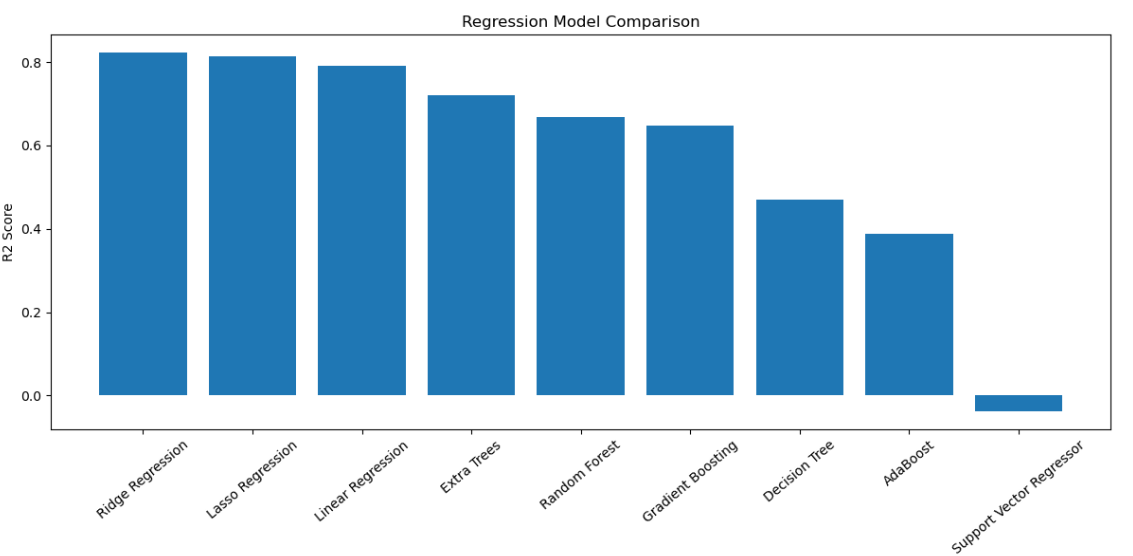 Regression Model Comparison
R2 Score
0.8
0.6
0.4
0.2
0.0
Ridge Regression
Lasso Regression
Linear Regression
Extra Trees
Random Forest
Gradient Boosting
Decision Tree
AdaBoost
Support Vector Regressor